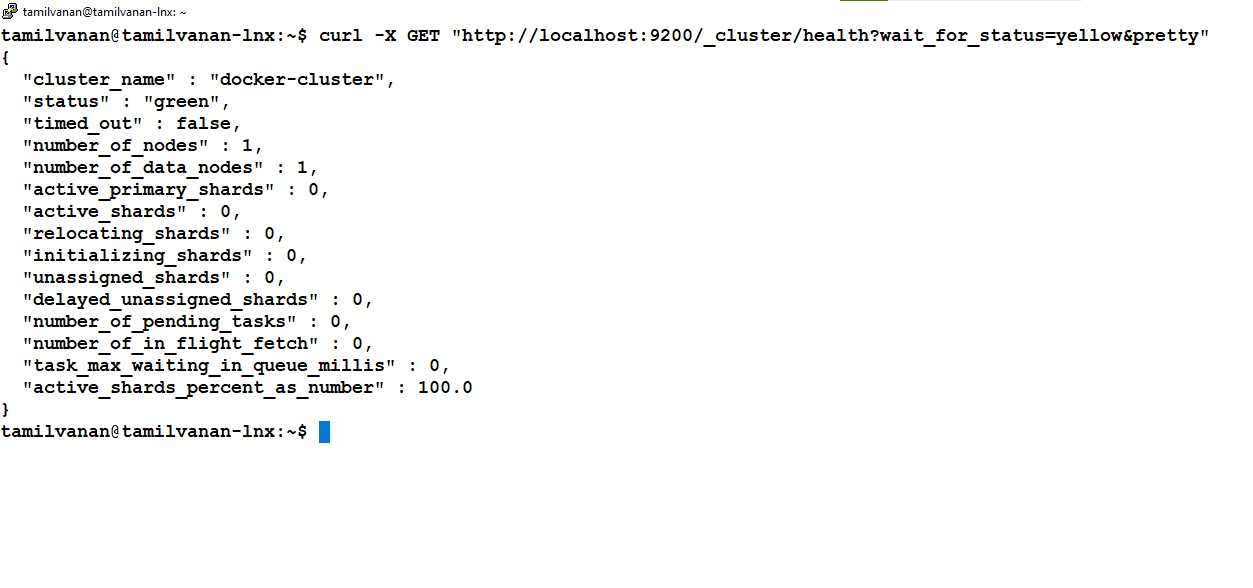 tamilvanan@tamilvanan-lnx: ~
tamilvanan@tamilvanan-lnx:~$ curl -X GET "http://localhost:9200/_cluster/health?wait_for_status=yellow&pretty"
{
  "cluster_name" : "docker-cluster",
  "status" : "green",
  "timed_out" : false,
  "number_of_nodes" : 1,
  "number_of_data_nodes" : 1,
  "active_primary_shards" : 0,
  "active_shards" : 0,
  "relocating_shards" : 0,
  "initializing_shards" : 0,
  "unassigned_shards" : 0,
  "delayed_unassigned_shards" : 0,
  "number_of_pending_tasks" : 0,
  "number_of_in_flight_fetch" : 0,
  "task_max_waiting_in_queue_millis" : 0,
  "active_shards_percent_as_number" : 100.0
}
tamilvanan@tamilvanan-lnx:~$